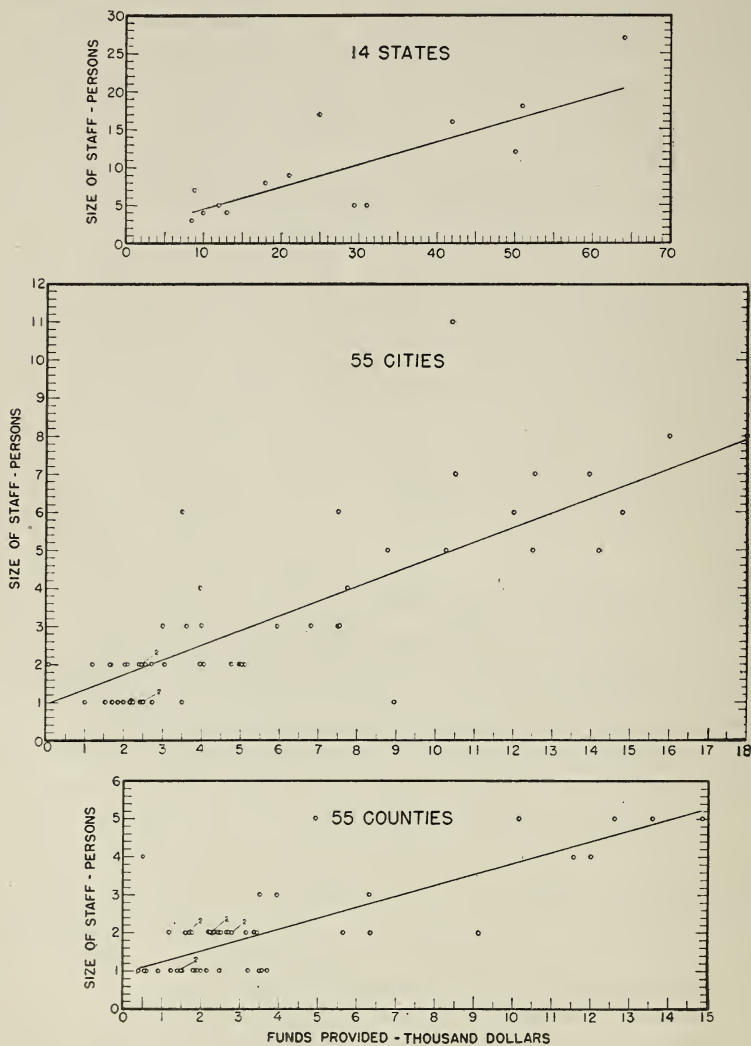 14 STATES
SIZE OF STAFF - PERSONS
30
25
20
15
10
5
0
0 10 20 30 40 50 60 70
55 CITIES
SIZE OF STAFF - PERSONS
12
11
10
9
8
7
6
5
4
3
2
1
0
2
2
0 1 2 3 4 5 6 7 8 9 10 11 12 13 14 15 16 17 18
55 COUNTIES
SIZE OF STAFF - PERSONS
6
5
4
3
2
1
0
2 2 2
2
0 1 2 3 4 5 6 7 8 9 10 11 12 13 14 15
FUNDS PROVIDED - THOUSAND DOLLARS